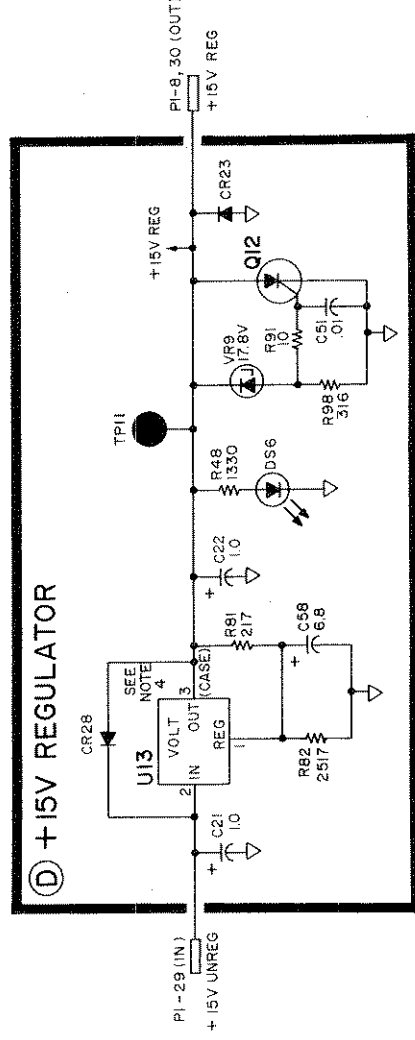 D +15V REGULATOR
P1-29 (IN)
+15V UNREG
C21
1.0
+
CR28
SEE
NOTE
4
U13
VOLT
2 IN
OUT 3
(CASE)
REG
1
R81
217
R82
2517
+
C58
6.8
+
C22
1.0
R48
1330
DS6
TP11
VR9
17.8V
R91
10
R98
316
C51
.01
Q12
+15V REG
CR23
P1-8,30 (OUT)
+15V REG